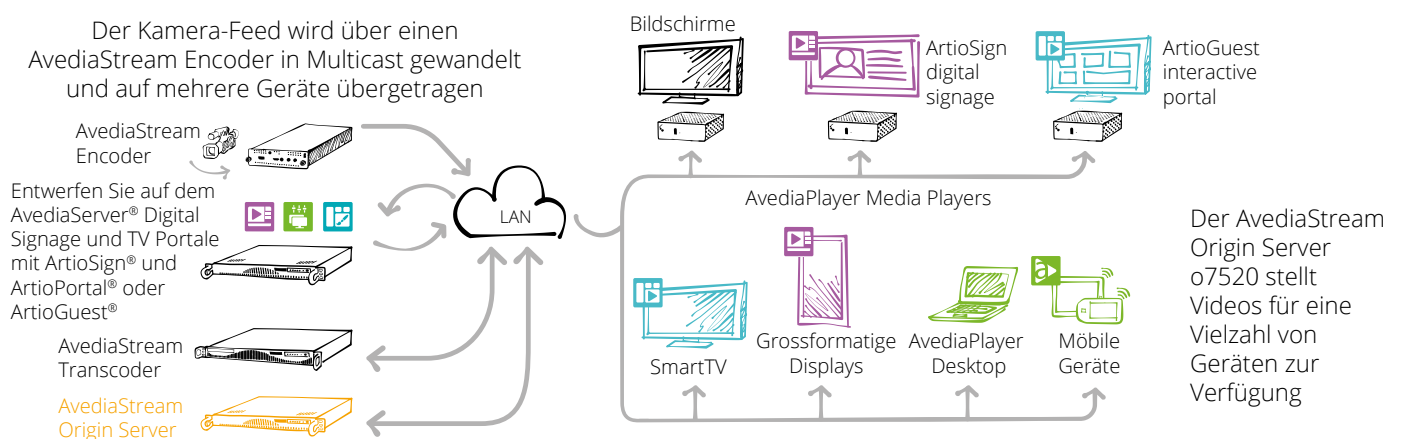 Der Kamera-Feed wird über einen
AvediaStream Encoder in Multicast gewandelt
und auf mehrere Geräte übergetragen
AvediaStream
Encoder
Entwerfen Sie auf dem
AvediaServer® Digital
Signage und TV Portale
mit ArtioSign® und
ArtioPortal® oder
ArtioGuest®
AvediaStream
Transcoder
AvediaStream
Origin Server
LAN
Bildschirme
ArtioSign
digital
signage
ArtioGuest
interactive
portal
AvediaPlayer Media Players
SmartTV
Grossformatige
Displays
AvediaPlayer
Desktop
a
Möbile
Geräte
Der AvediaStream
Origin Server
o7520 stellt
Videos für eine
Vielzahl von
Geräten zur
Verfügung